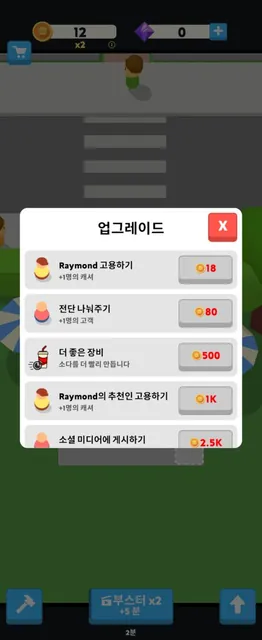 12
0
x2
업그레이드
X
Raymond 고용하기
+1명의 캐셔
18
전단 나눠주기
+1명의 고객
80
더 좋은 장비
소다를 더 빨리 만듭니다
500
Raymond의 추천인 고용하기
+1명의 캐셔
1K
소셜 미디어에 게시하기
2.5K
부스터 x2
+5 분
2분